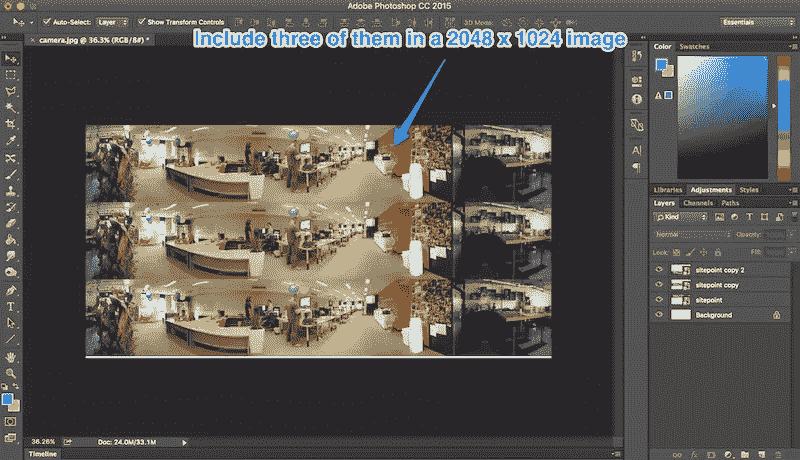 Adobe Photoshop CC 2015
Auto-Select: Layer Show Transform Controls 3D Mode: Essentials
× camera.jpg @ 36.3% (RGB/8#) *
Include three of them in a 2048 x 1024 image
Color Swatches
Libraries Adjustments Styles
Layers Channels Paths
Kind
Normal Opacity:
Lock: Fill:
sitepoint copy 2
sitepoint copy
sitepoint
Background
36.26% Doc: 24.0M/33.1M
Timeline